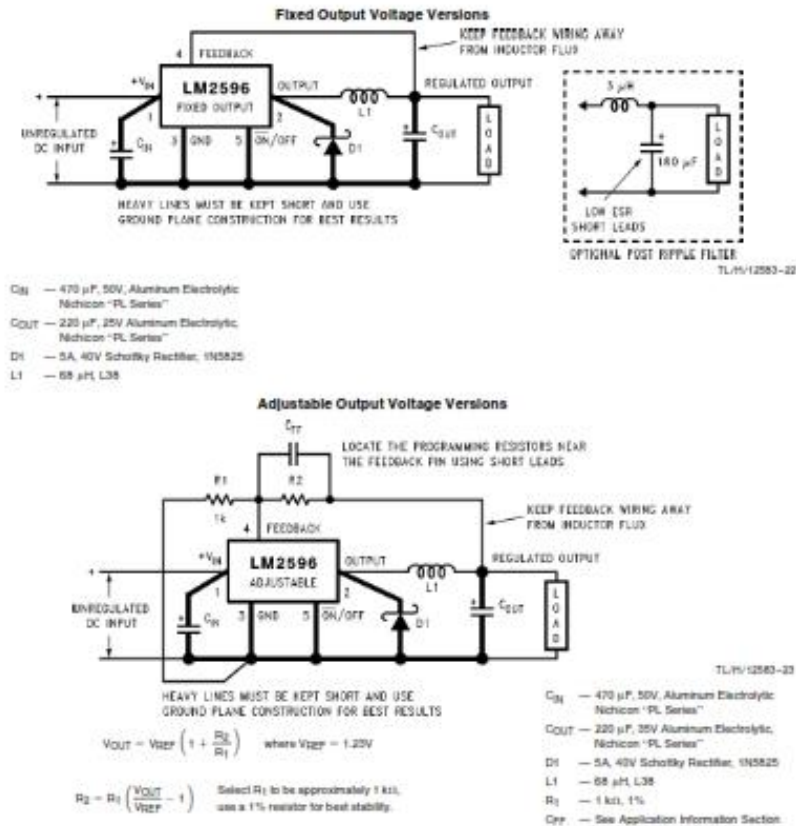 Fixed Output Voltage Versions
KEEP FEEDBACK WIRING AWAY
FROM INDUCTOR FLUX
4 FEEDBACK
+VIN
LM2596
FIXED OUTPUT
OUTPUT
REGULATED OUTPUT
1
2
L1
3 GND
5 ON/OFF
UNREGULATED
DC INPUT
+
CIN
D1
+
COUT
LOAD
HEAVY LINES MUST BE KEPT SHORT AND USE
GROUND PLANE CONSTRUCTION FOR BEST RESULTS
+
180 µF
LOAD
LOW ESR
SHORT LEADS
OPTIONAL POST RIPPLE FILTER
TL/H/12583–22
CIN — 470 µF, 50V, Aluminum Electrolytic
Nichicon “PL Series”
COUT — 220 µF, 25V Aluminum Electrolytic,
Nichicon “PL Series”
D1 — 5A, 40V Schottky Rectifier, 1N5825
L1 — 68 µH, L38
Adjustable Output Voltage Versions
CFF
LOCATE THE PROGRAMMING RESISTORS NEAR
THE FEEDBACK PIN USING SHORT LEADS
R1
R2
1k
4 FEEDBACK
KEEP FEEDBACK WIRING AWAY
FROM INDUCTOR FLUX
+VIN
LM2596
ADJUSTABLE
OUTPUT
REGULATED OUTPUT
1
2
L1
3 GND
5 ON/OFF
UNREGULATED
DC INPUT
+
CIN
D1
+
COUT
LOAD
TL/H/12583–23
HEAVY LINES MUST BE KEPT SHORT AND USE
GROUND PLANE CONSTRUCTION FOR BEST RESULTS
VOUT = VREF (1 + R2/R1) where VREF = 1.23V
R2 = R1 (VOUT/VREF − 1)
Select R1 to be approximately 1 kΩ,
use a 1% resistor for best stability.
CIN — 470 µF, 50V, Aluminum Electrolytic
Nichicon “PL Series”
COUT — 220 µF, 35V Aluminum Electrolytic,
Nichicon “PL Series”
D1 — 5A, 40V Schottky Rectifier, 1N5825
L1 — 68 µH, L38
R1 — 1 kΩ, 1%
CFF — See Application Information Section